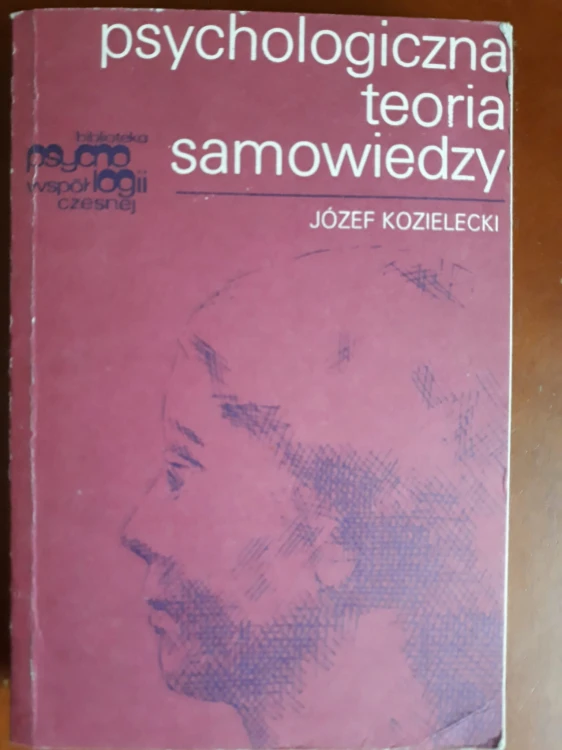 psychologiczna
teoria
samowiedzy
JÓZEF KOZIELECKI
biblioteka
psycho
współ logii
czesnej